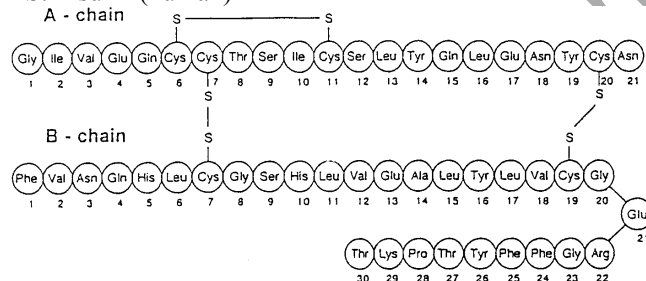 A - chain S S
Gly Ile Val Glu Gln Cys Cys Thr Ser Ile Cys Ser Leu Tyr Gln Leu Glu Asn Tyr Cys Asn
1 2 3 4 5 6 7 8 9 10 11 12 13 14 15 16 17 18 19 20 21
S S
B - chain S S
Phe Val Asn Gln His Leu Cys Gly Ser His Leu Val Glu Ala Leu Tyr Leu Val Cys Gly
1 2 3 4 5 6 7 8 9 10 11 12 13 14 15 16 17 18 19 20
Glu
Thr Lys Pro Thr Tyr Phe Phe Gly Arg
30 29 28 27 26 25 24 23 22